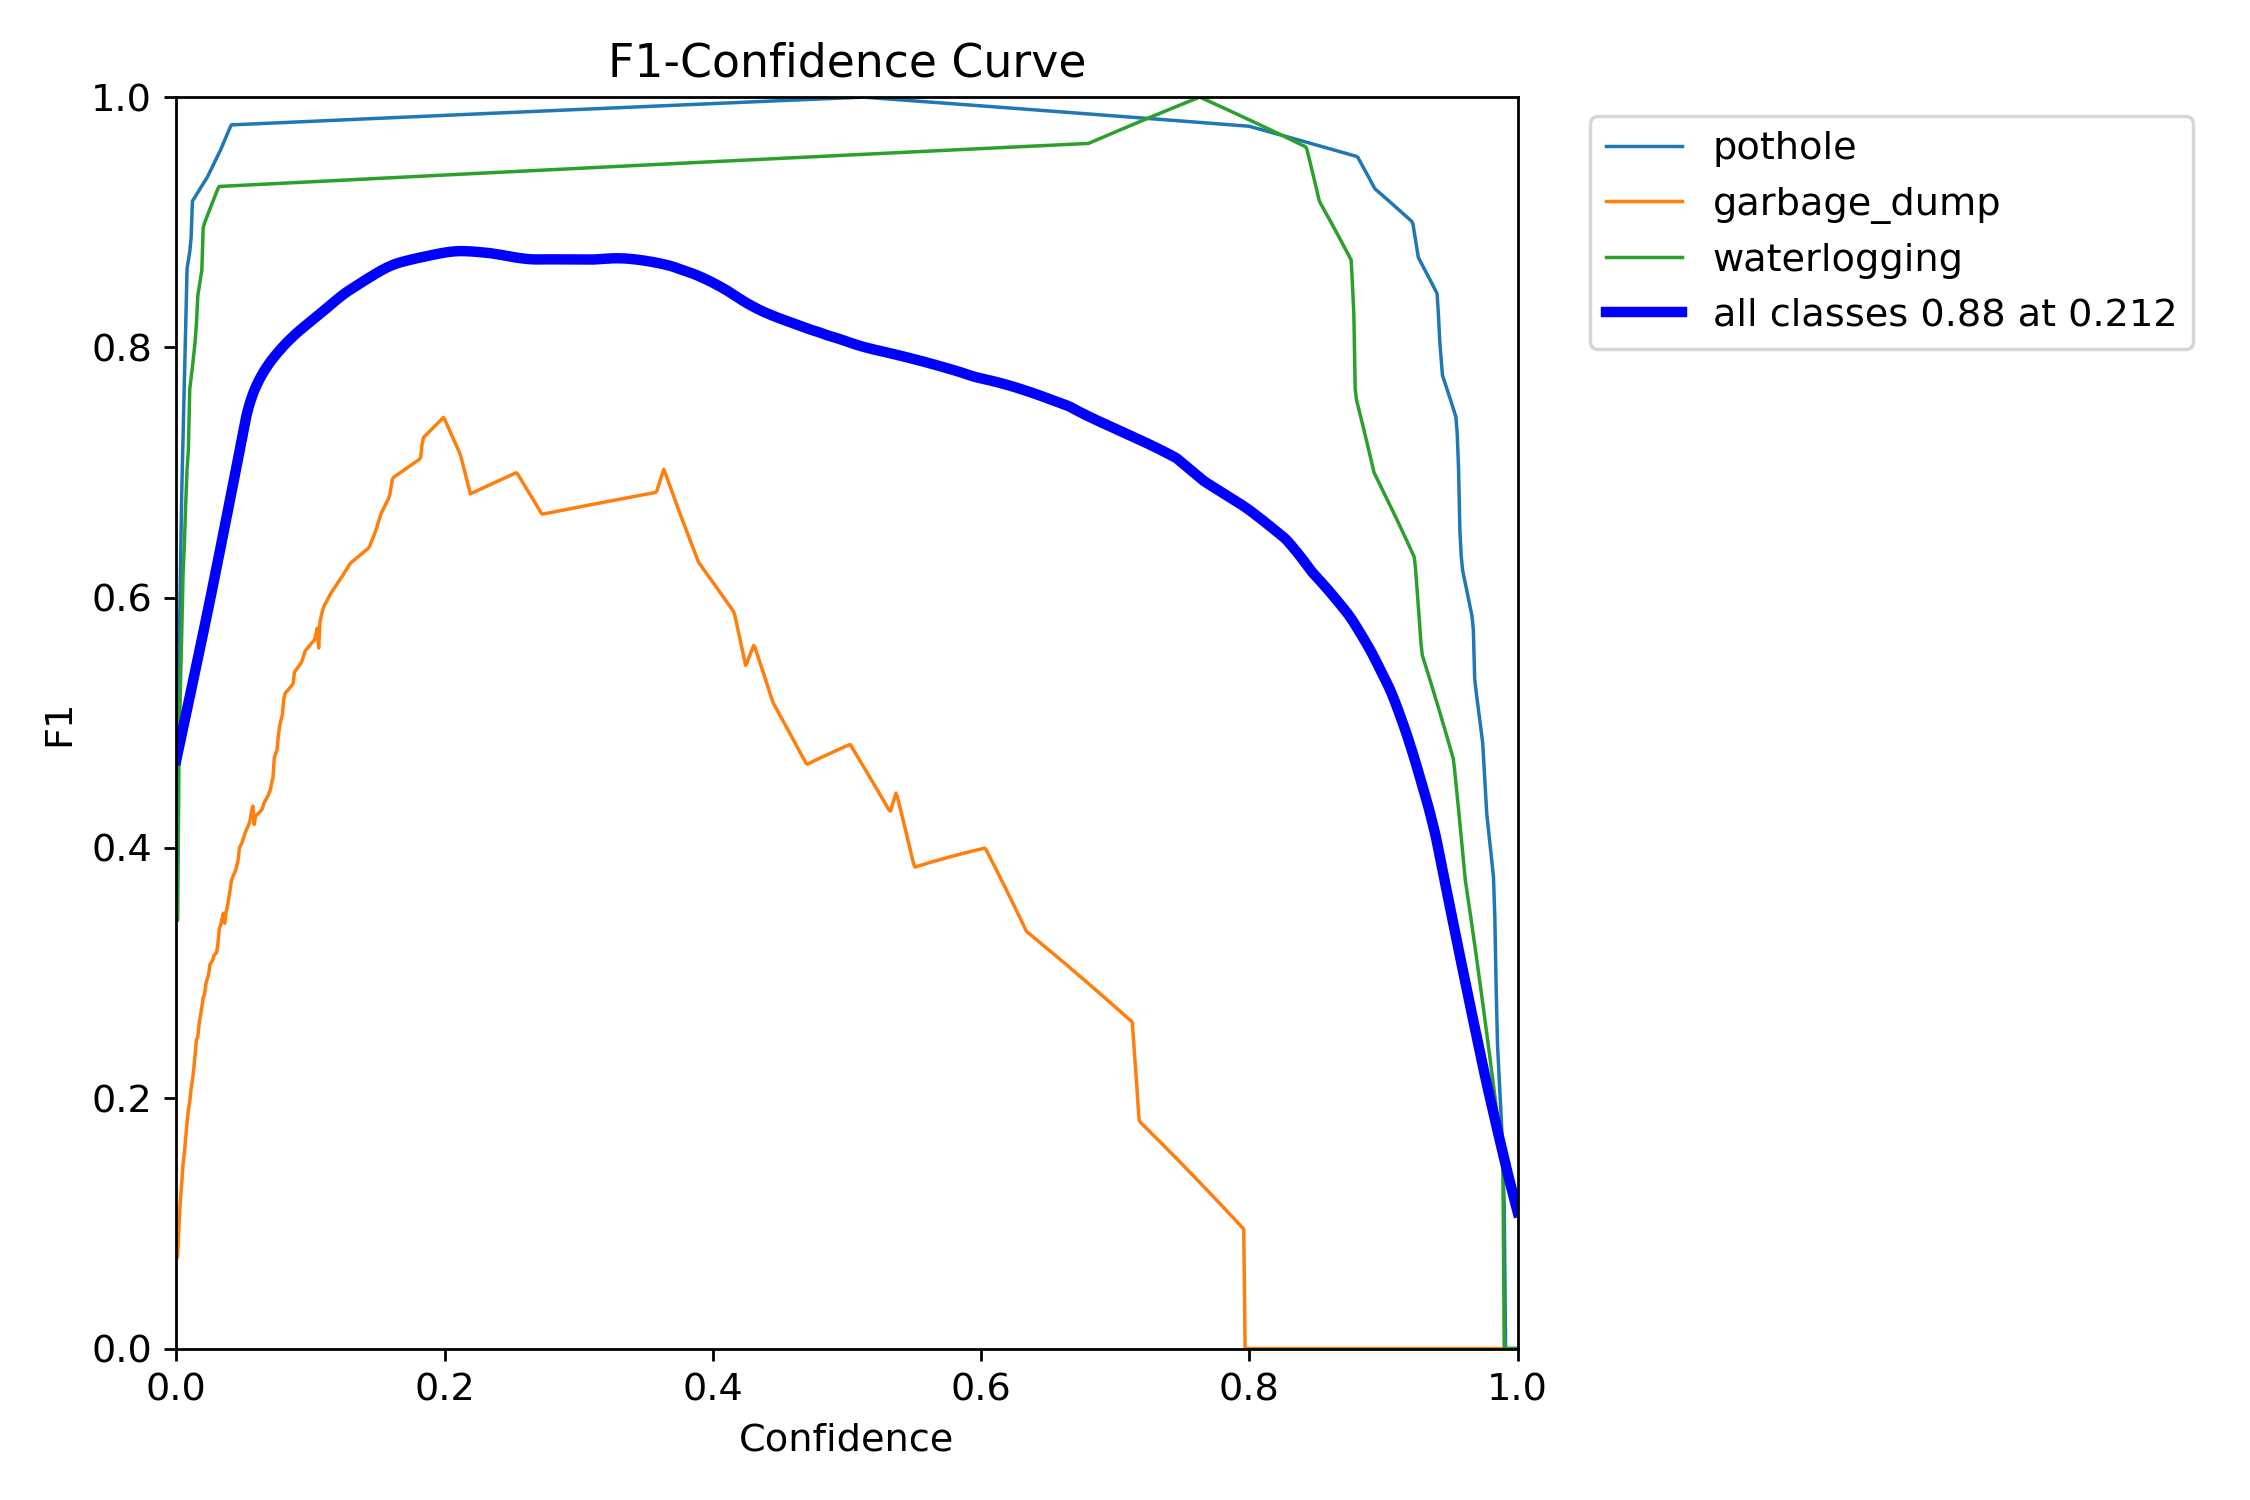 F1-Confidence Curve
1.0
0.8
0.6
0.4
0.2
0.0
F1
0.0 0.2 0.4 0.6 0.8 1.0
Confidence
pothole
garbage_dump
waterlogging
all classes 0.88 at 0.212